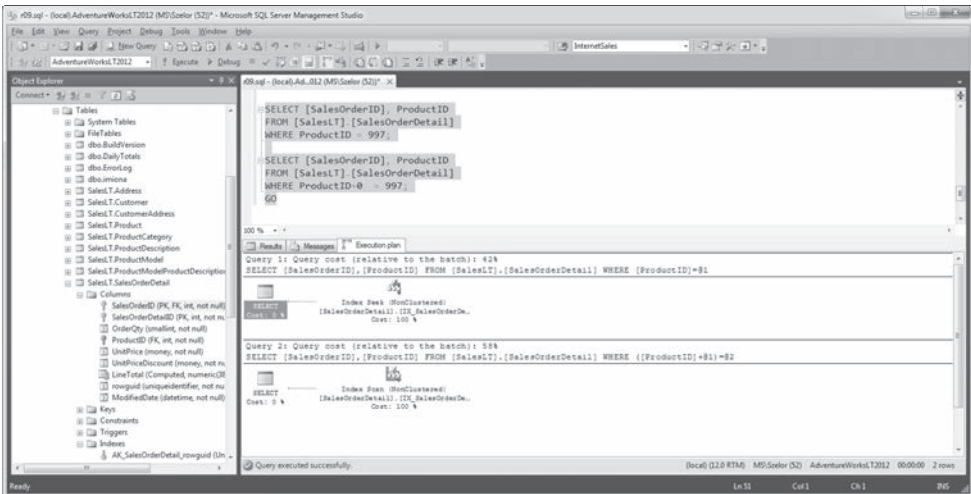 r09.sql - (local).AdventureWorksLT2012 (MS\Szelor (52))* - Microsoft SQL Server Management Studio
File Edit View Query Project Debug Tools Window Help
New Query
InternetSales
AdventureWorksLT2012
Execute
Debug
Object Explorer
Connect
Tables
System Tables
FileTables
dbo.BuildVersion
dbo.DailyTotals
dbo.ErrorLog
dbo.imiona
SalesLT.Address
SalesLT.Customer
SalesLT.CustomerAddress
SalesLT.Product
SalesLT.ProductCategory
SalesLT.ProductDescription
SalesLT.ProductModel
SalesLT.ProductModelProductDescription
SalesLT.SalesOrderDetail
Columns
SalesOrderID (PK, FK, int, not null)
SalesOrderDetailID (PK, int, not nu
OrderQty (smallint, not null)
ProductID (FK, int, not null)
UnitPrice (money, not null)
UnitPriceDiscount (money, not nu
LineTotal (Computed, numeric(38
rowguid (uniqueidentifier, not nu
ModifiedDate (datetime, not null)
Keys
Constraints
Triggers
Indexes
AK_SalesOrderDetail_rowguid (Un
r09.sql - (local).Ad...012 (MS\Szelor (52))*
SELECT [SalesOrderID], ProductID
FROM [SalesLT].[SalesOrderDetail]
WHERE ProductID = 997;
SELECT [SalesOrderID], ProductID
FROM [SalesLT].[SalesOrderDetail]
WHERE ProductID+0 = 997;
GO
100 %
Results Messages Execution plan
Query 1: Query cost (relative to the batch): 42%
SELECT [SalesOrderID],[ProductID] FROM [SalesLT].[SalesOrderDetail] WHERE [ProductID]=@1
SELECT
Cost: 0 %
Index Seek (NonClustered)
[SalesOrderDetail].[IX_SalesOrderDe…
Cost: 100 %
Query 2: Query cost (relative to the batch): 58%
SELECT [SalesOrderID],[ProductID] FROM [SalesLT].[SalesOrderDetail] WHERE ([ProductID]+@1)=@2
SELECT
Cost: 0 %
Index Scan (NonClustered)
[SalesOrderDetail].[IX_SalesOrderDe…
Cost: 100 %
Query executed successfully.
(local) (12.0 RTM) MS\Szelor (52) AdventureWorksLT2012 00:00:00 2 rows
Ready
Ln 51 Col 1 Ch 1 INS